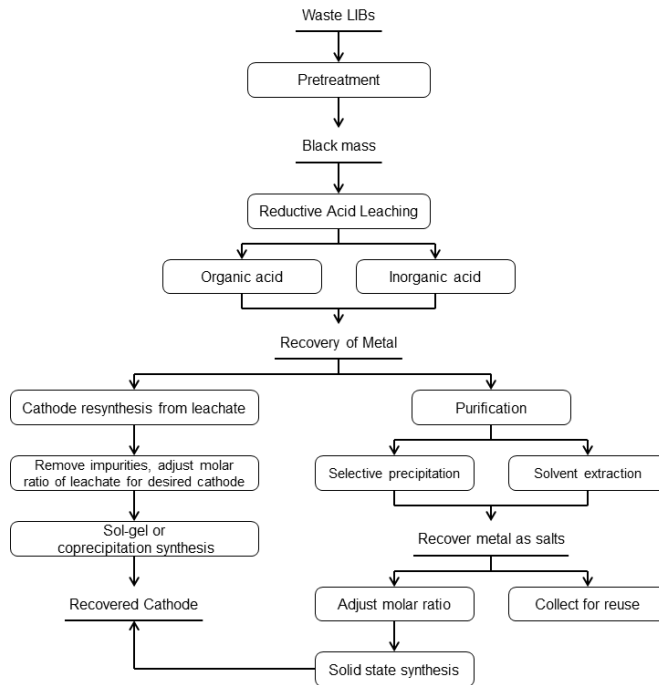 Waste LIBs
Pretreatment
Black mass
Reductive Acid Leaching
Organic acid
Inorganic acid
Recovery of Metal
Cathode resynthesis from leachate
Purification
Remove impurities, adjust molar
ratio of leachate for desired cathode
Selective precipitation
Solvent extraction
Sol-gel or
coprecipitation synthesis
Recover metal as salts
Recovered Cathode
Adjust molar ratio
Collect for reuse
Solid state synthesis